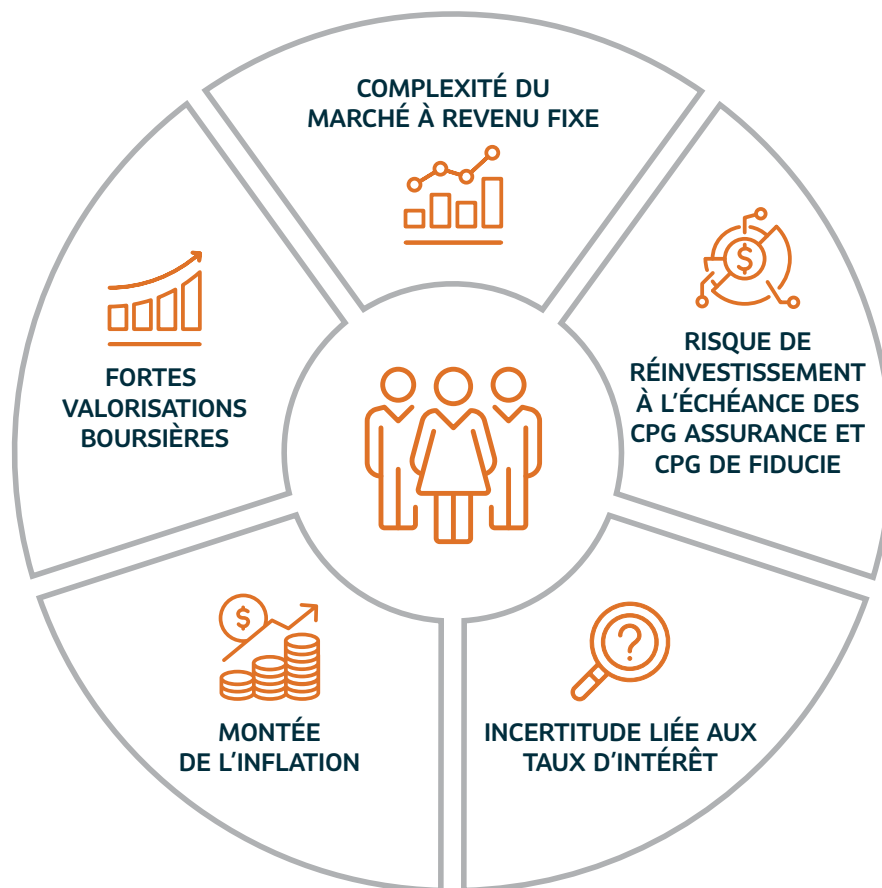 COMPLEXITÉ DU
MARCHÉ À REVENU FIXE
$
RISQUE DE
RÉINVESTISSEMENT
À L'ÉCHÉANCE DES
CPG ASSURANCE ET
CPG DE FIDUCIE
FORTES
VALORISATIONS
BOURSIÈRES
$
MONTÉE
DE L'INFLATION
?
INCERTITUDE LIÉE AUX
TAUX D'INTÉRÊT